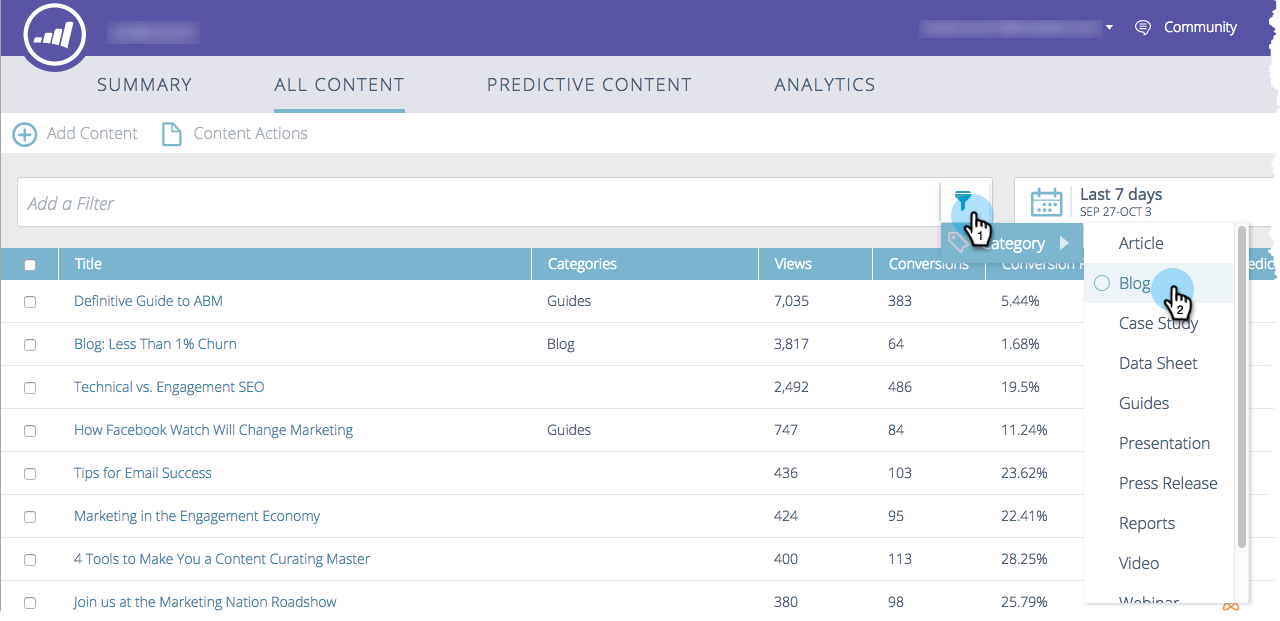 Community
SUMMARY ALL CONTENT PREDICTIVE CONTENT ANALYTICS
Add Content Content Actions
Add a Filter
Last 7 days
SEP 27-OCT 3
1
Category
Article
Blog
2
Case Study
Data Sheet
Guides
Presentation
Press Release
Reports
Video
Webinar
Title Categories Views Conversions Conversion
Definitive Guide to ABM Guides 7,035 383 5.44%
Blog: Less Than 1% Churn Blog 3,817 64 1.68%
Technical vs. Engagement SEO 2,492 486 19.5%
How Facebook Watch Will Change Marketing Guides 747 84 11.24%
Tips for Email Success 436 103 23.62%
Marketing in the Engagement Economy 424 95 22.41%
4 Tools to Make You a Content Curating Master 400 113 28.25%
Join us at the Marketing Nation Roadshow 380 98 25.79%